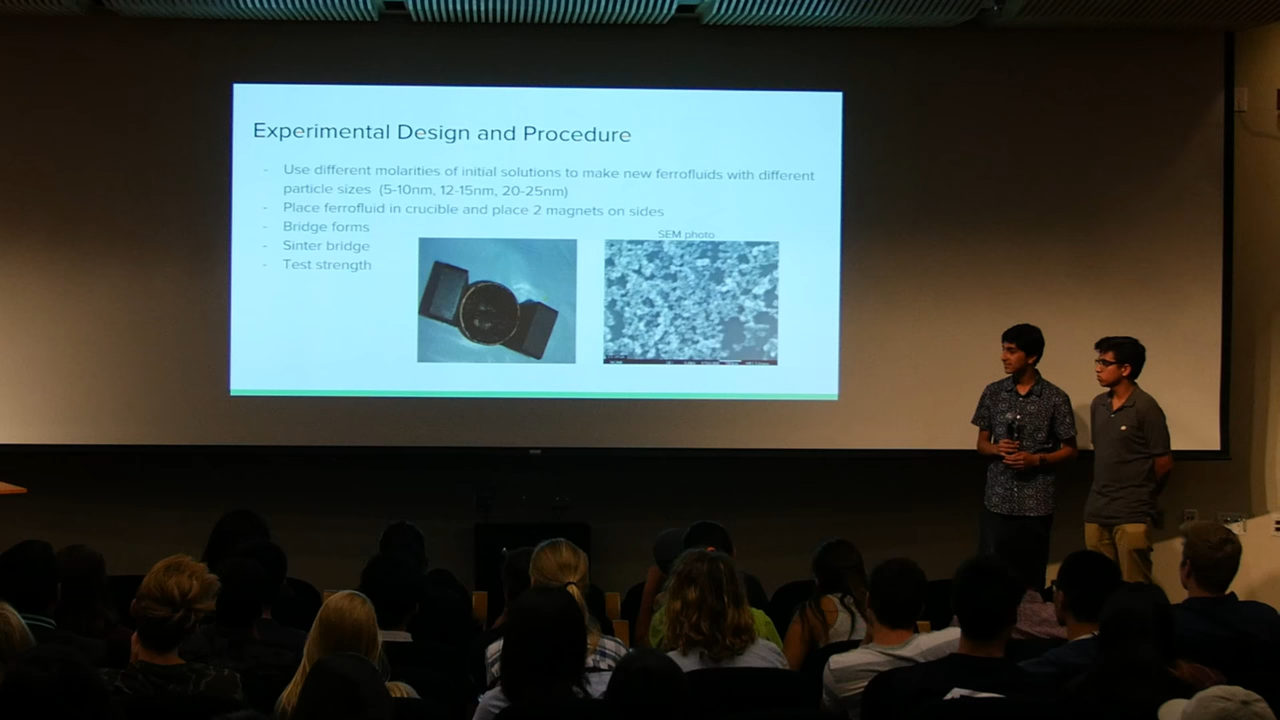 Experimental Design and Procedure
- Use different molarities of initial solutions to make new ferrofluids with different
particle sizes (5-10nm, 12-15nm, 20-25nm)
- Place ferrofluid in crucible and place 2 magnets on sides
- Bridge forms
- Sinter bridge
- Test strength
SEM photo